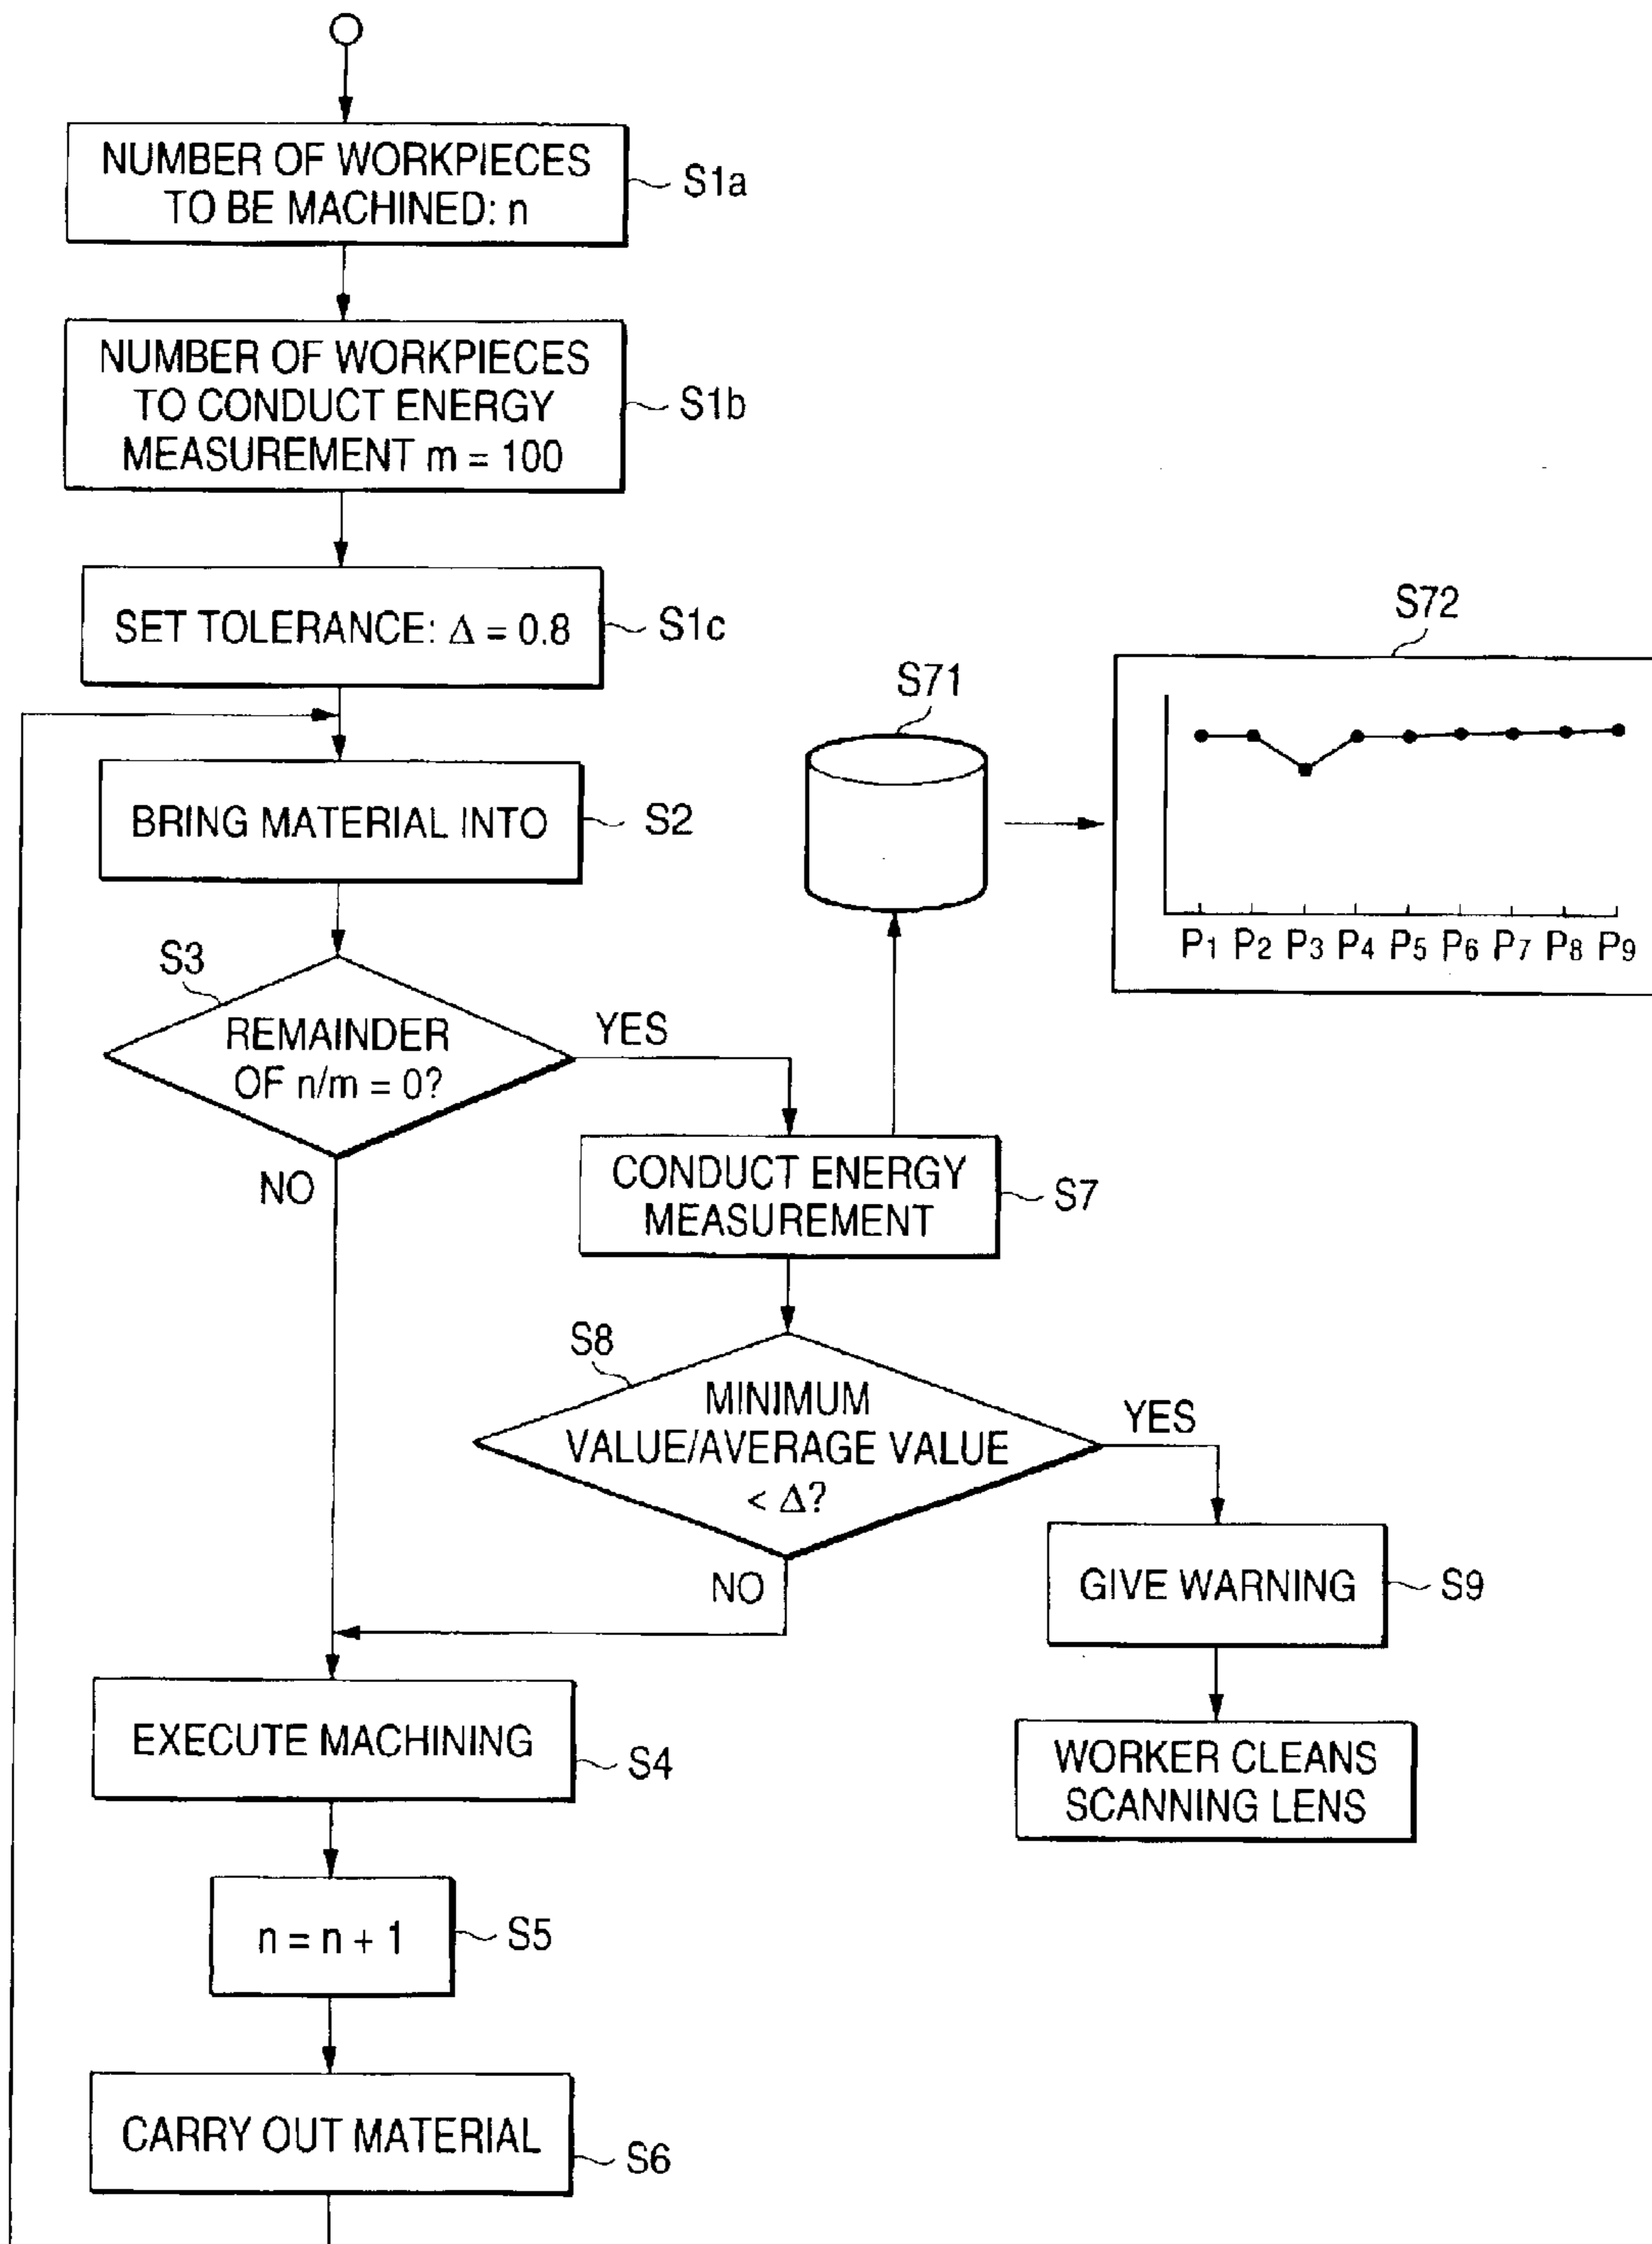 NUMBER OF WORKPIECES
TO BE MACHINED: n
S1a
NUMBER OF WORKPIECES
TO CONDUCT ENERGY
MEASUREMENT m = 100
S1b
SET TOLERANCE: Δ = 0.8
S1c
BRING MATERIAL INTO
S2
S71
S72
P1 P2 P3 P4 P5 P6 P7 P8 P9
S3
REMAINDER
OF n/m = 0?
YES
NO
CONDUCT ENERGY
MEASUREMENT
S7
S8
MINIMUM
VALUE/AVERAGE VALUE
< Δ?
YES
NO
GIVE WARNING
S9
WORKER CLEANS
SCANNING LENS
EXECUTE MACHINING
S4
n = n + 1
S5
CARRY OUT MATERIAL
S6